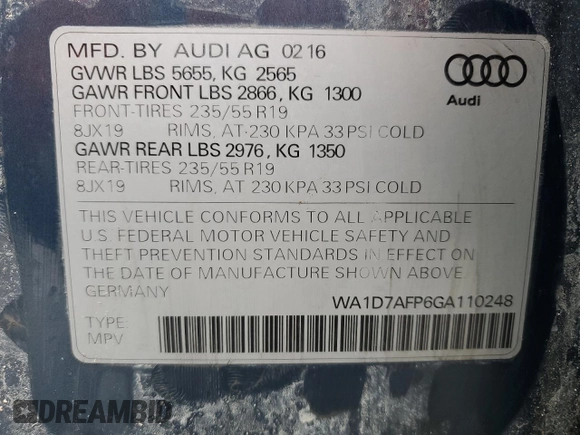 MFD. BY AUDI AG 02 16
GVWR LBS 5655, KG 2565
GAWR FRONT LBS 2866, KG 1300
FRONT-TIRES 235/55 R19
8JX19 RIMS, AT 230 KPA 33 PSI COLD
GAWR REAR LBS 2976, KG 1350
REAR-TIRES 235/55 R19
8JX19 RIMS, AT 230 KPA 33 PSI COLD
Audi
THIS VEHICLE CONFORMS TO ALL APPLICABLE
U.S. FEDERAL MOTOR VEHICLE SAFETY AND
THEFT PREVENTION STANDARDS IN EFFECT ON
THE DATE OF MANUFACTURE SHOWN ABOVE.
GERMANY
WA1D7AFP6GA110248
TYPE:
MPV
DREAMBID